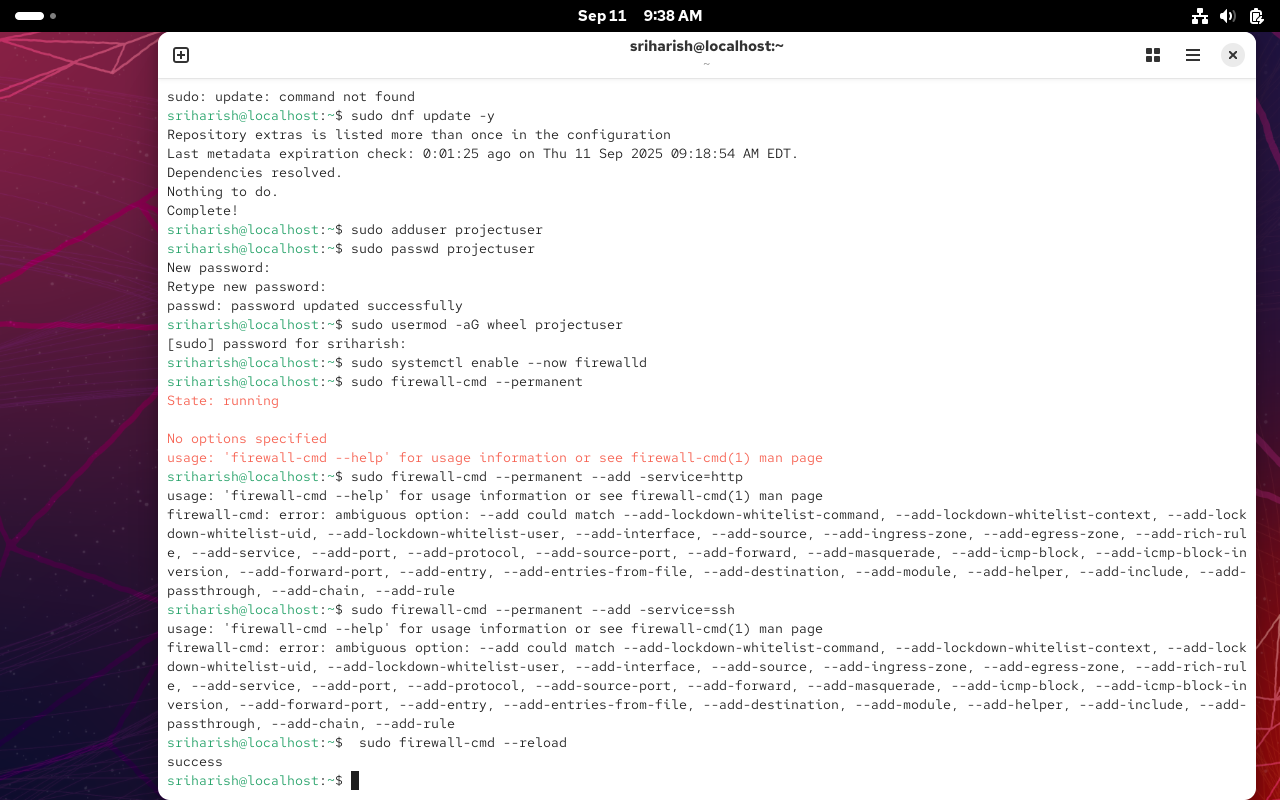 Sep 11 9:38 AM
sriharish@localhost:~
~
sudo: update: command not found
sriharish@localhost:~$ sudo dnf update -y
Repository extras is listed more than once in the configuration
Last metadata expiration check: 0:01:25 ago on Thu 11 Sep 2025 09:18:54 AM EDT.
Dependencies resolved.
Nothing to do.
Complete!
sriharish@localhost:~$ sudo adduser projectuser
sriharish@localhost:~$ sudo passwd projectuser
New password:
Retype new password:
passwd: password updated successfully
sriharish@localhost:~$ sudo usermod -aG wheel projectuser
[sudo] password for sriharish:
sriharish@localhost:~$ sudo systemctl enable --now firewalld
sriharish@localhost:~$ sudo firewall-cmd --permanent
State: running
No options specified
usage: 'firewall-cmd --help' for usage information or see firewall-cmd(1) man page
sriharish@localhost:~$ sudo firewall-cmd --permanent --add -service=http
usage: 'firewall-cmd --help' for usage information or see firewall-cmd(1) man page
firewall-cmd: error: ambiguous option: --add could match --add-lockdown-whitelist-command, --add-lockdown-whitelist-context, --add-lock
down-whitelist-uid, --add-lockdown-whitelist-user, --add-interface, --add-source, --add-ingress-zone, --add-egress-zone, --add-rich-rul
e, --add-service, --add-port, --add-protocol, --add-source-port, --add-forward, --add-masquerade, --add-icmp-block, --add-icmp-block-in
version, --add-forward-port, --add-entry, --add-entries-from-file, --add-destination, --add-module, --add-helper, --add-include, --add-
passthrough, --add-chain, --add-rule
sriharish@localhost:~$ sudo firewall-cmd --permanent --add -service=ssh
usage: 'firewall-cmd --help' for usage information or see firewall-cmd(1) man page
firewall-cmd: error: ambiguous option: --add could match --add-lockdown-whitelist-command, --add-lockdown-whitelist-context, --add-lock
down-whitelist-uid, --add-lockdown-whitelist-user, --add-interface, --add-source, --add-ingress-zone, --add-egress-zone, --add-rich-rul
e, --add-service, --add-port, --add-protocol, --add-source-port, --add-forward, --add-masquerade, --add-icmp-block, --add-icmp-block-in
version, --add-forward-port, --add-entry, --add-entries-from-file, --add-destination, --add-module, --add-helper, --add-include, --add-
passthrough, --add-chain, --add-rule
sriharish@localhost:~$  sudo firewall-cmd --reload
success
sriharish@localhost:~$